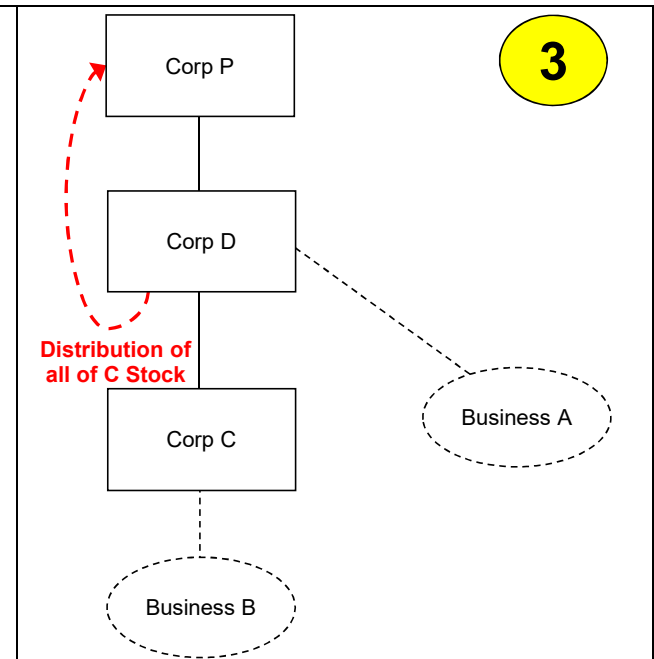 Corp P
3
Corp D
Distribution of
all of C Stock
Business A
Corp C
Business B